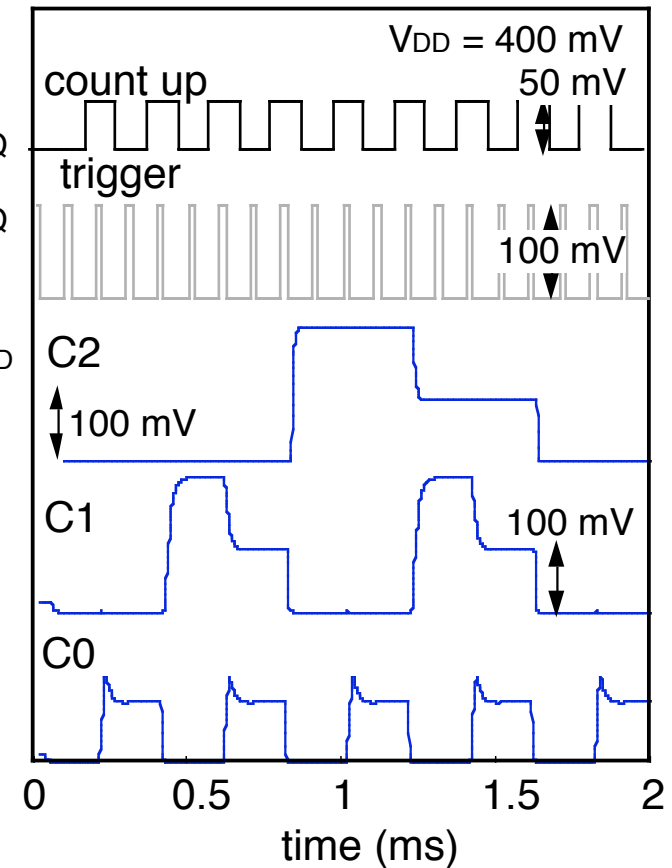 VDD = 400 mV
count up
50 mV
Q
trigger
Q
100 mV
C2
D
100 mV
C1
100 mV
C0
0
0.5
1
1.5
2
time (ms)